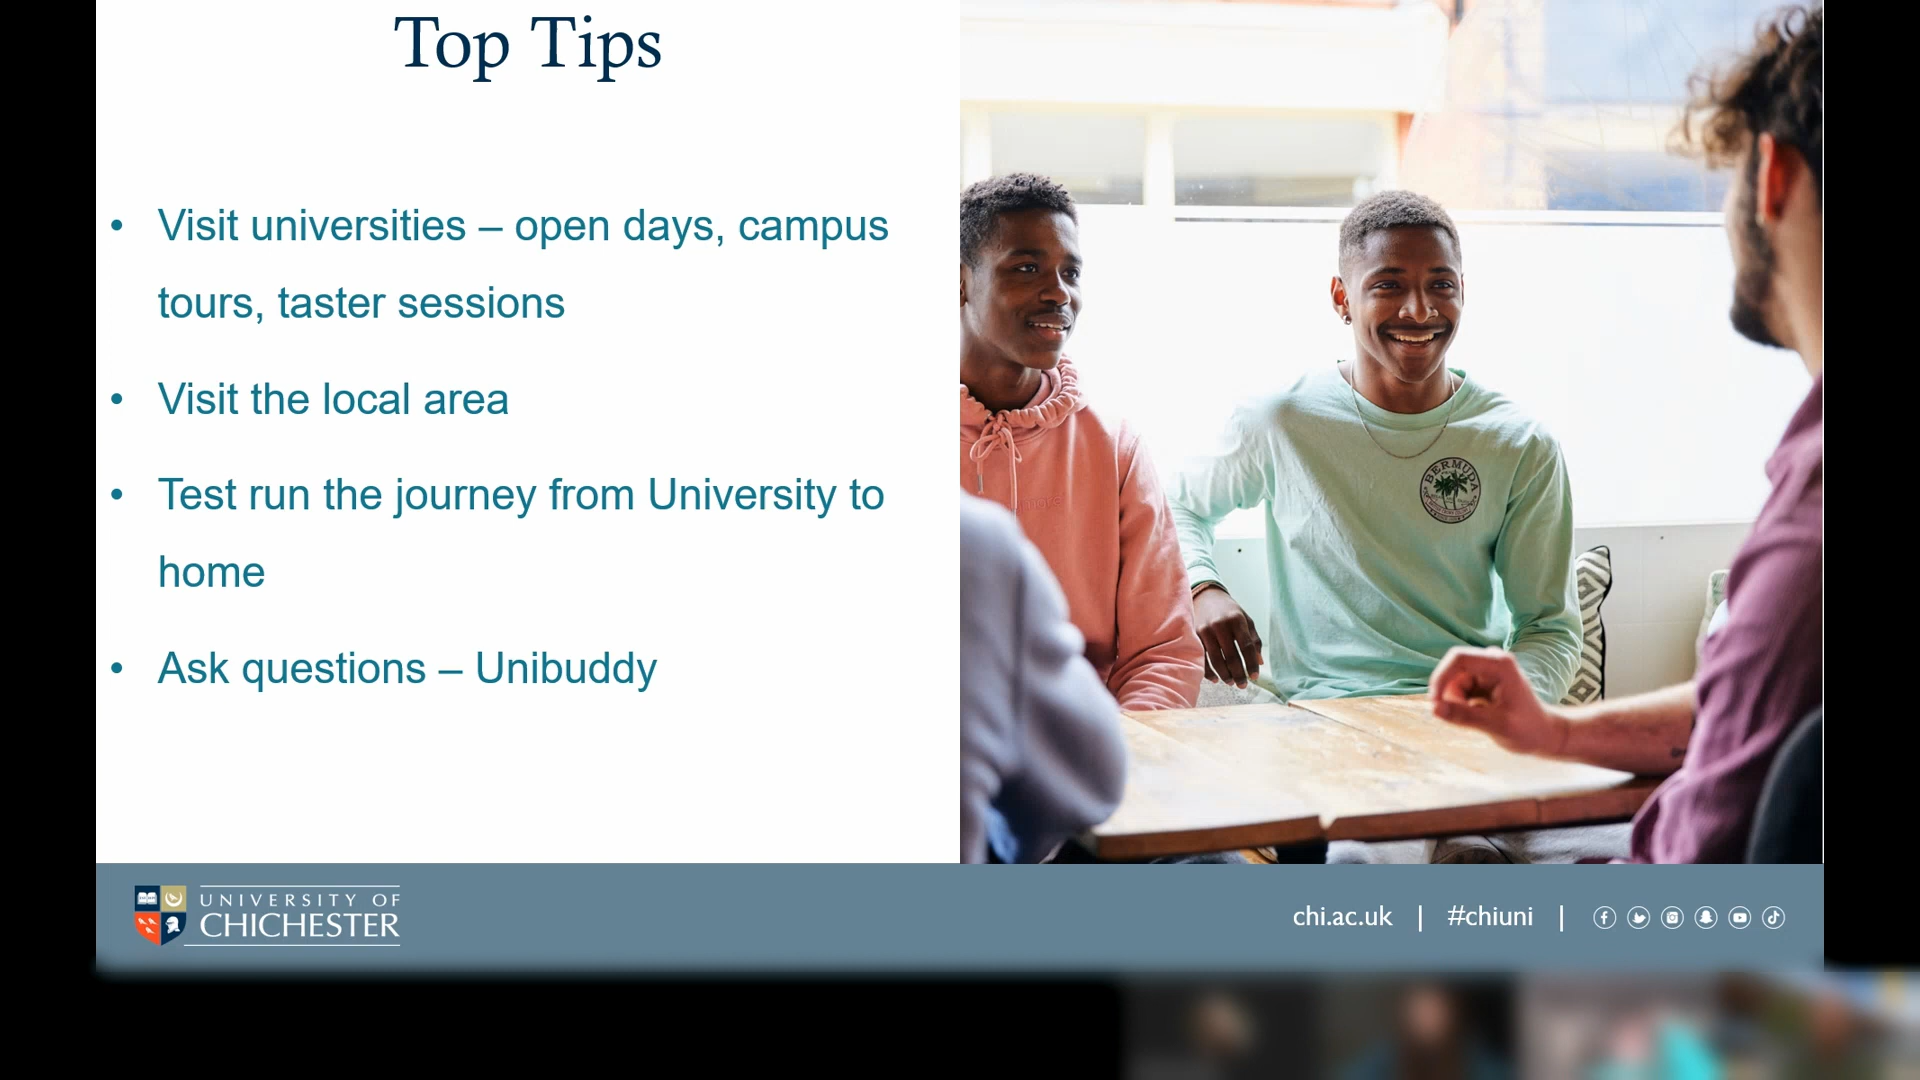 Top Tips
• Visit universities – open days, campus
tours, taster sessions
• Visit the local area
• Test run the journey from University to
home
• Ask questions – Unibuddy
BERMUDA
UNIVERSITY OF
CHICHESTER
chi.ac.uk | #chiuni |